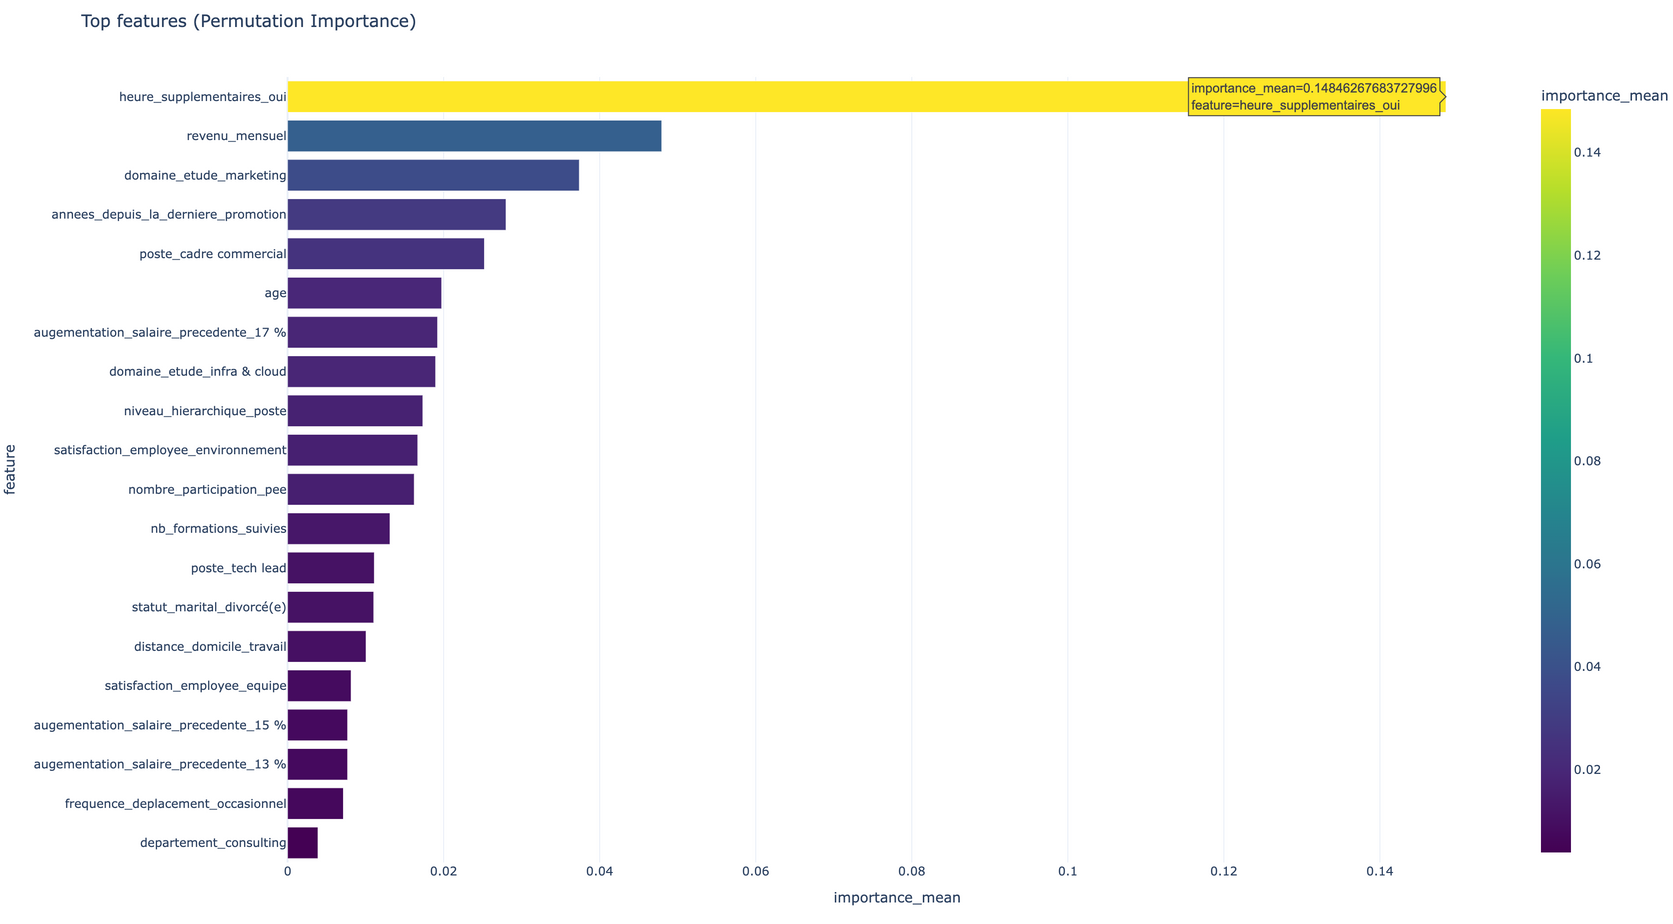 Top features (Permutation Importance)
heure_supplementaires_oui
importance_mean=0.14846267683727996
feature=heure_supplementaires_oui
revenu_mensuel
domaine_etude_marketing
annees_depuis_la_derniere_promotion
poste_cadre commercial
age
augementation_salaire_precedente_17 %
domaine_etude_infra & cloud
niveau_hierarchique_poste
satisfaction_employee_environnement
nombre_participation_pee
nb_formations_suivies
poste_tech lead
statut_marital_divorcé(e)
distance_domicile_travail
satisfaction_employee_equipe
augementation_salaire_precedente_15 %
augementation_salaire_precedente_13 %
frequence_deplacement_occasionnel
departement_consulting
feature
0
0.02
0.04
0.06
0.08
0.1
0.12
0.14
importance_mean
importance_mean
0.14
0.12
0.1
0.08
0.06
0.04
0.02